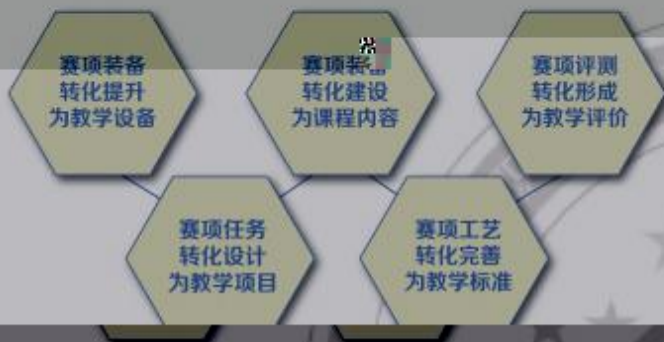 赛项装备
转化提升
为教学设备
赛项装
转化建设
为课程内容
赛项评测
转化形成
为教学评价
赛项任务
转化设计
为教学项目
赛项工艺
转化完善
为教学标准